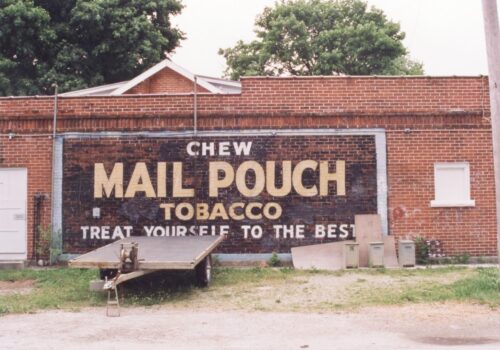 CHEW
MAIL POUCH
TOBACCO
TREAT YOURSELF TO THE BEST